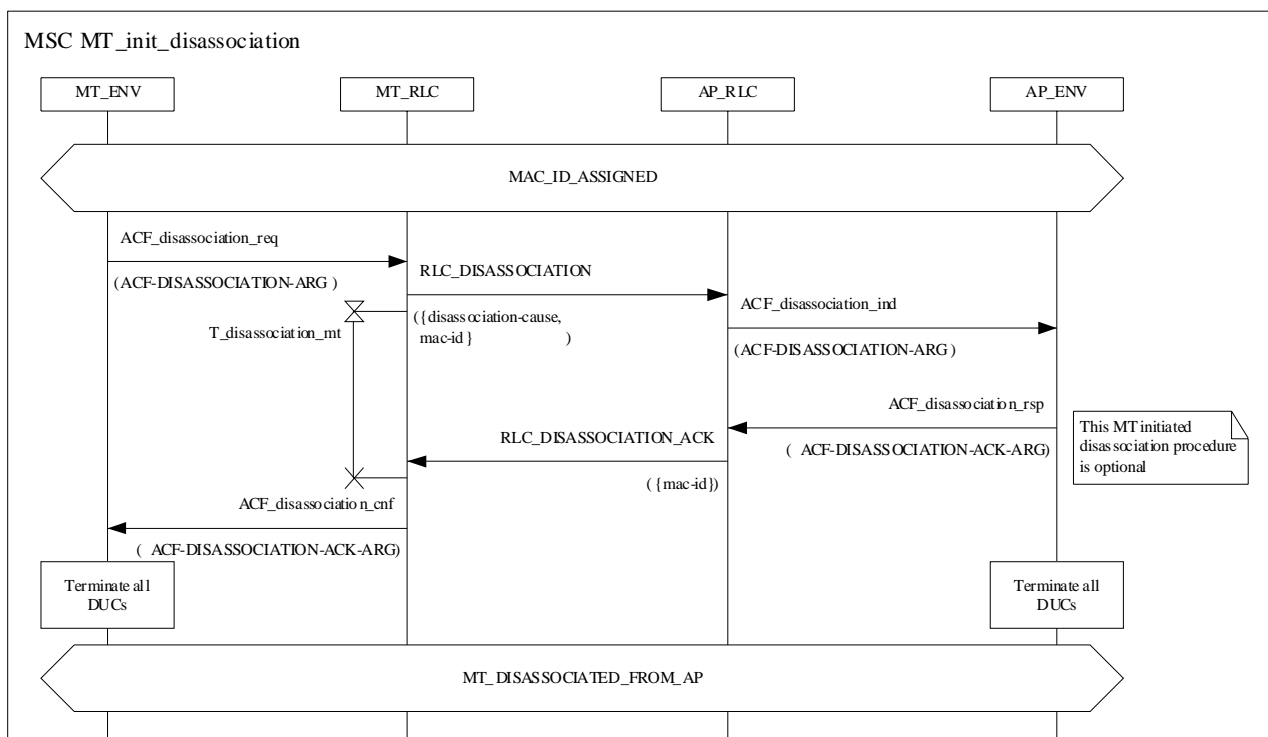 MSC MT_init_disassociation
MT_ENV
MT_RLC
AP_RLC
AP_ENV
MAC_ID_ASSIGNED
ACF_disassociation_req
(ACF-DISASSOCIATION-ARG )
RLC_DISASSOCIATION
T_disassociation_mt
({disassociation-cause,
mac-id } )
ACF_disassociation_ind
(ACF-DISASSOCIATION-ARG )
ACF_disassociation_rsp
( ACF-DISASSOCIATION-ACK-ARG)
This MT initiated
disassociation procedure
is optional
RLC_DISASSOCIATION_ACK
( {mac-id})
ACF_disassociation_cnf
( ACF-DISASSOCIATION-ACK-ARG)
Terminate all
DUCs
Terminate all
DUCs
MT_DISASSOCIATED_FROM_AP